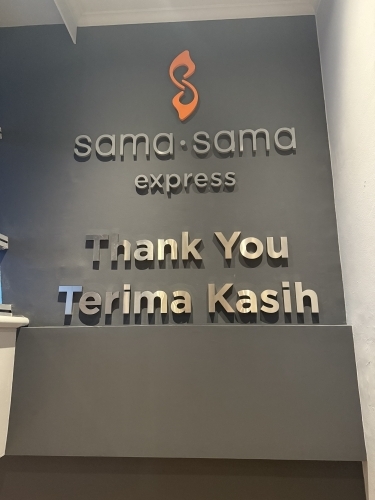 sama·sama
express
Thank You
Terima Kasih